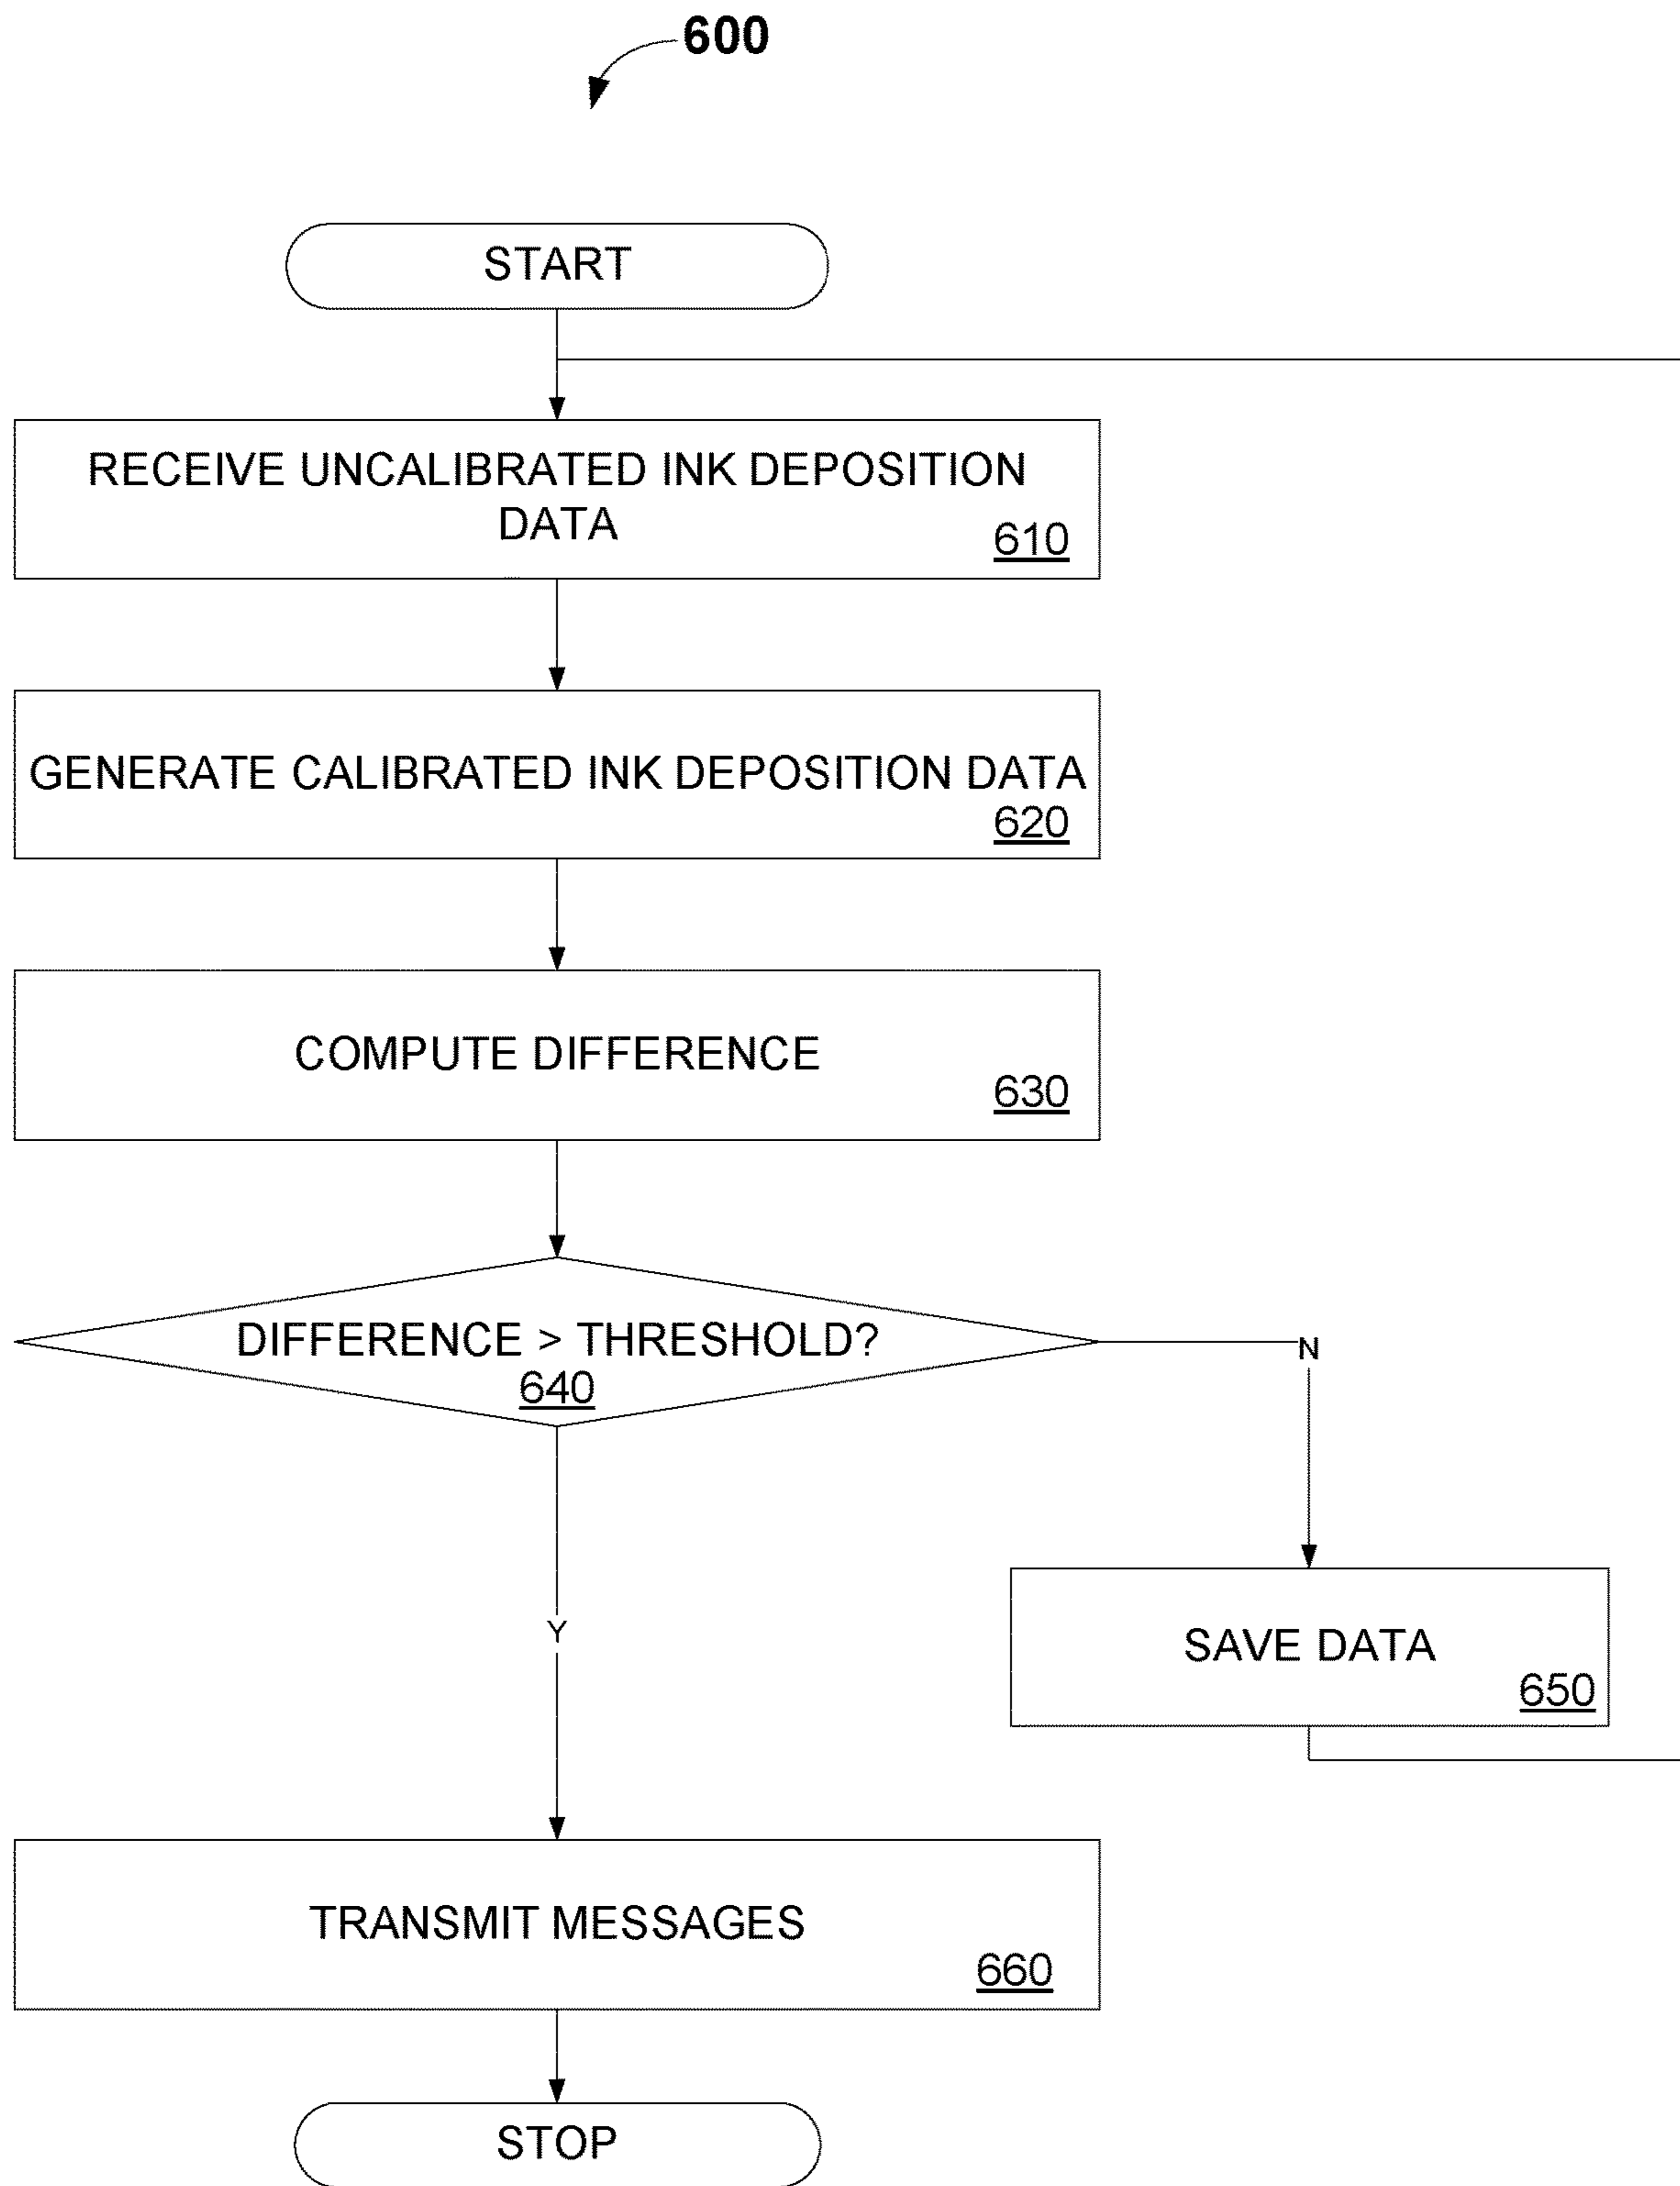 600
START
RECEIVE UNCALIBRATED INK DEPOSITION
DATA
610
GENERATE CALIBRATED INK DEPOSITION DATA
620
COMPUTE DIFFERENCE
630
DIFFERENCE > THRESHOLD?
640
N
Y
SAVE DATA
650
TRANSMIT MESSAGES
660
STOP